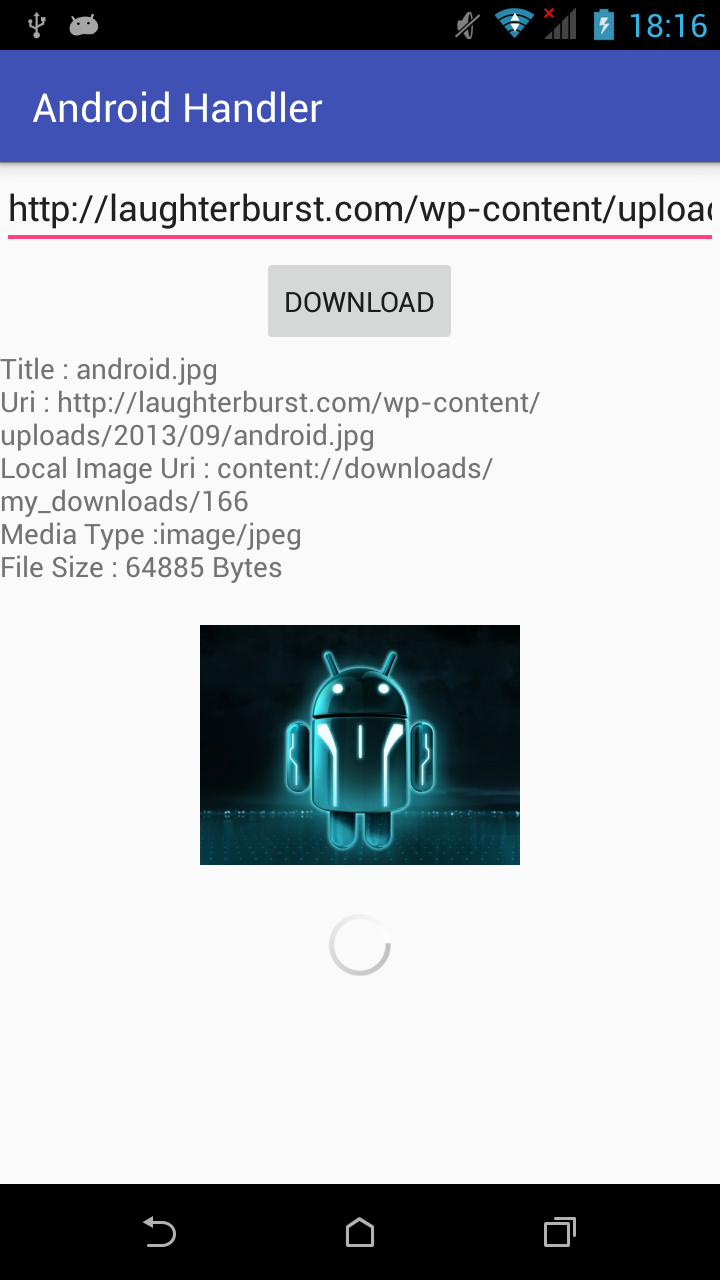 18:16
Android Handler
http://laughterburst.com/wp-content/uploa
DOWNLOAD
Title : android.jpg
Uri : http://laughterburst.com/wp-content/
uploads/2013/09/android.jpg
Local Image Uri : content://downloads/
my_downloads/166
Media Type :image/jpeg
File Size : 64885 Bytes